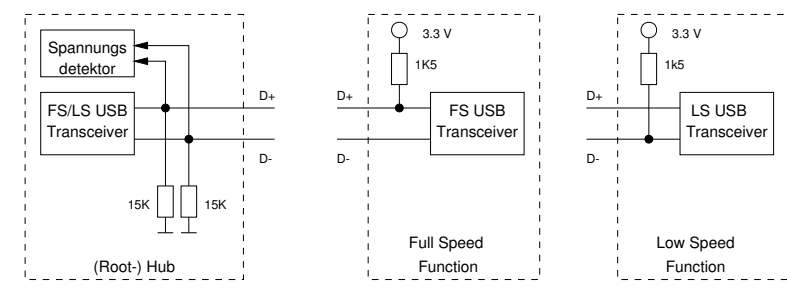 Spannungs
detektor
FS/LS USB
Transceiver
D+
D-
15K
15K
(Root-) Hub
3.3 V
1K5
D+
D-
FS USB
Transceiver
Full Speed
Function
3.3 V
1k5
D+
D-
LS USB
Transceiver
Low Speed
Function